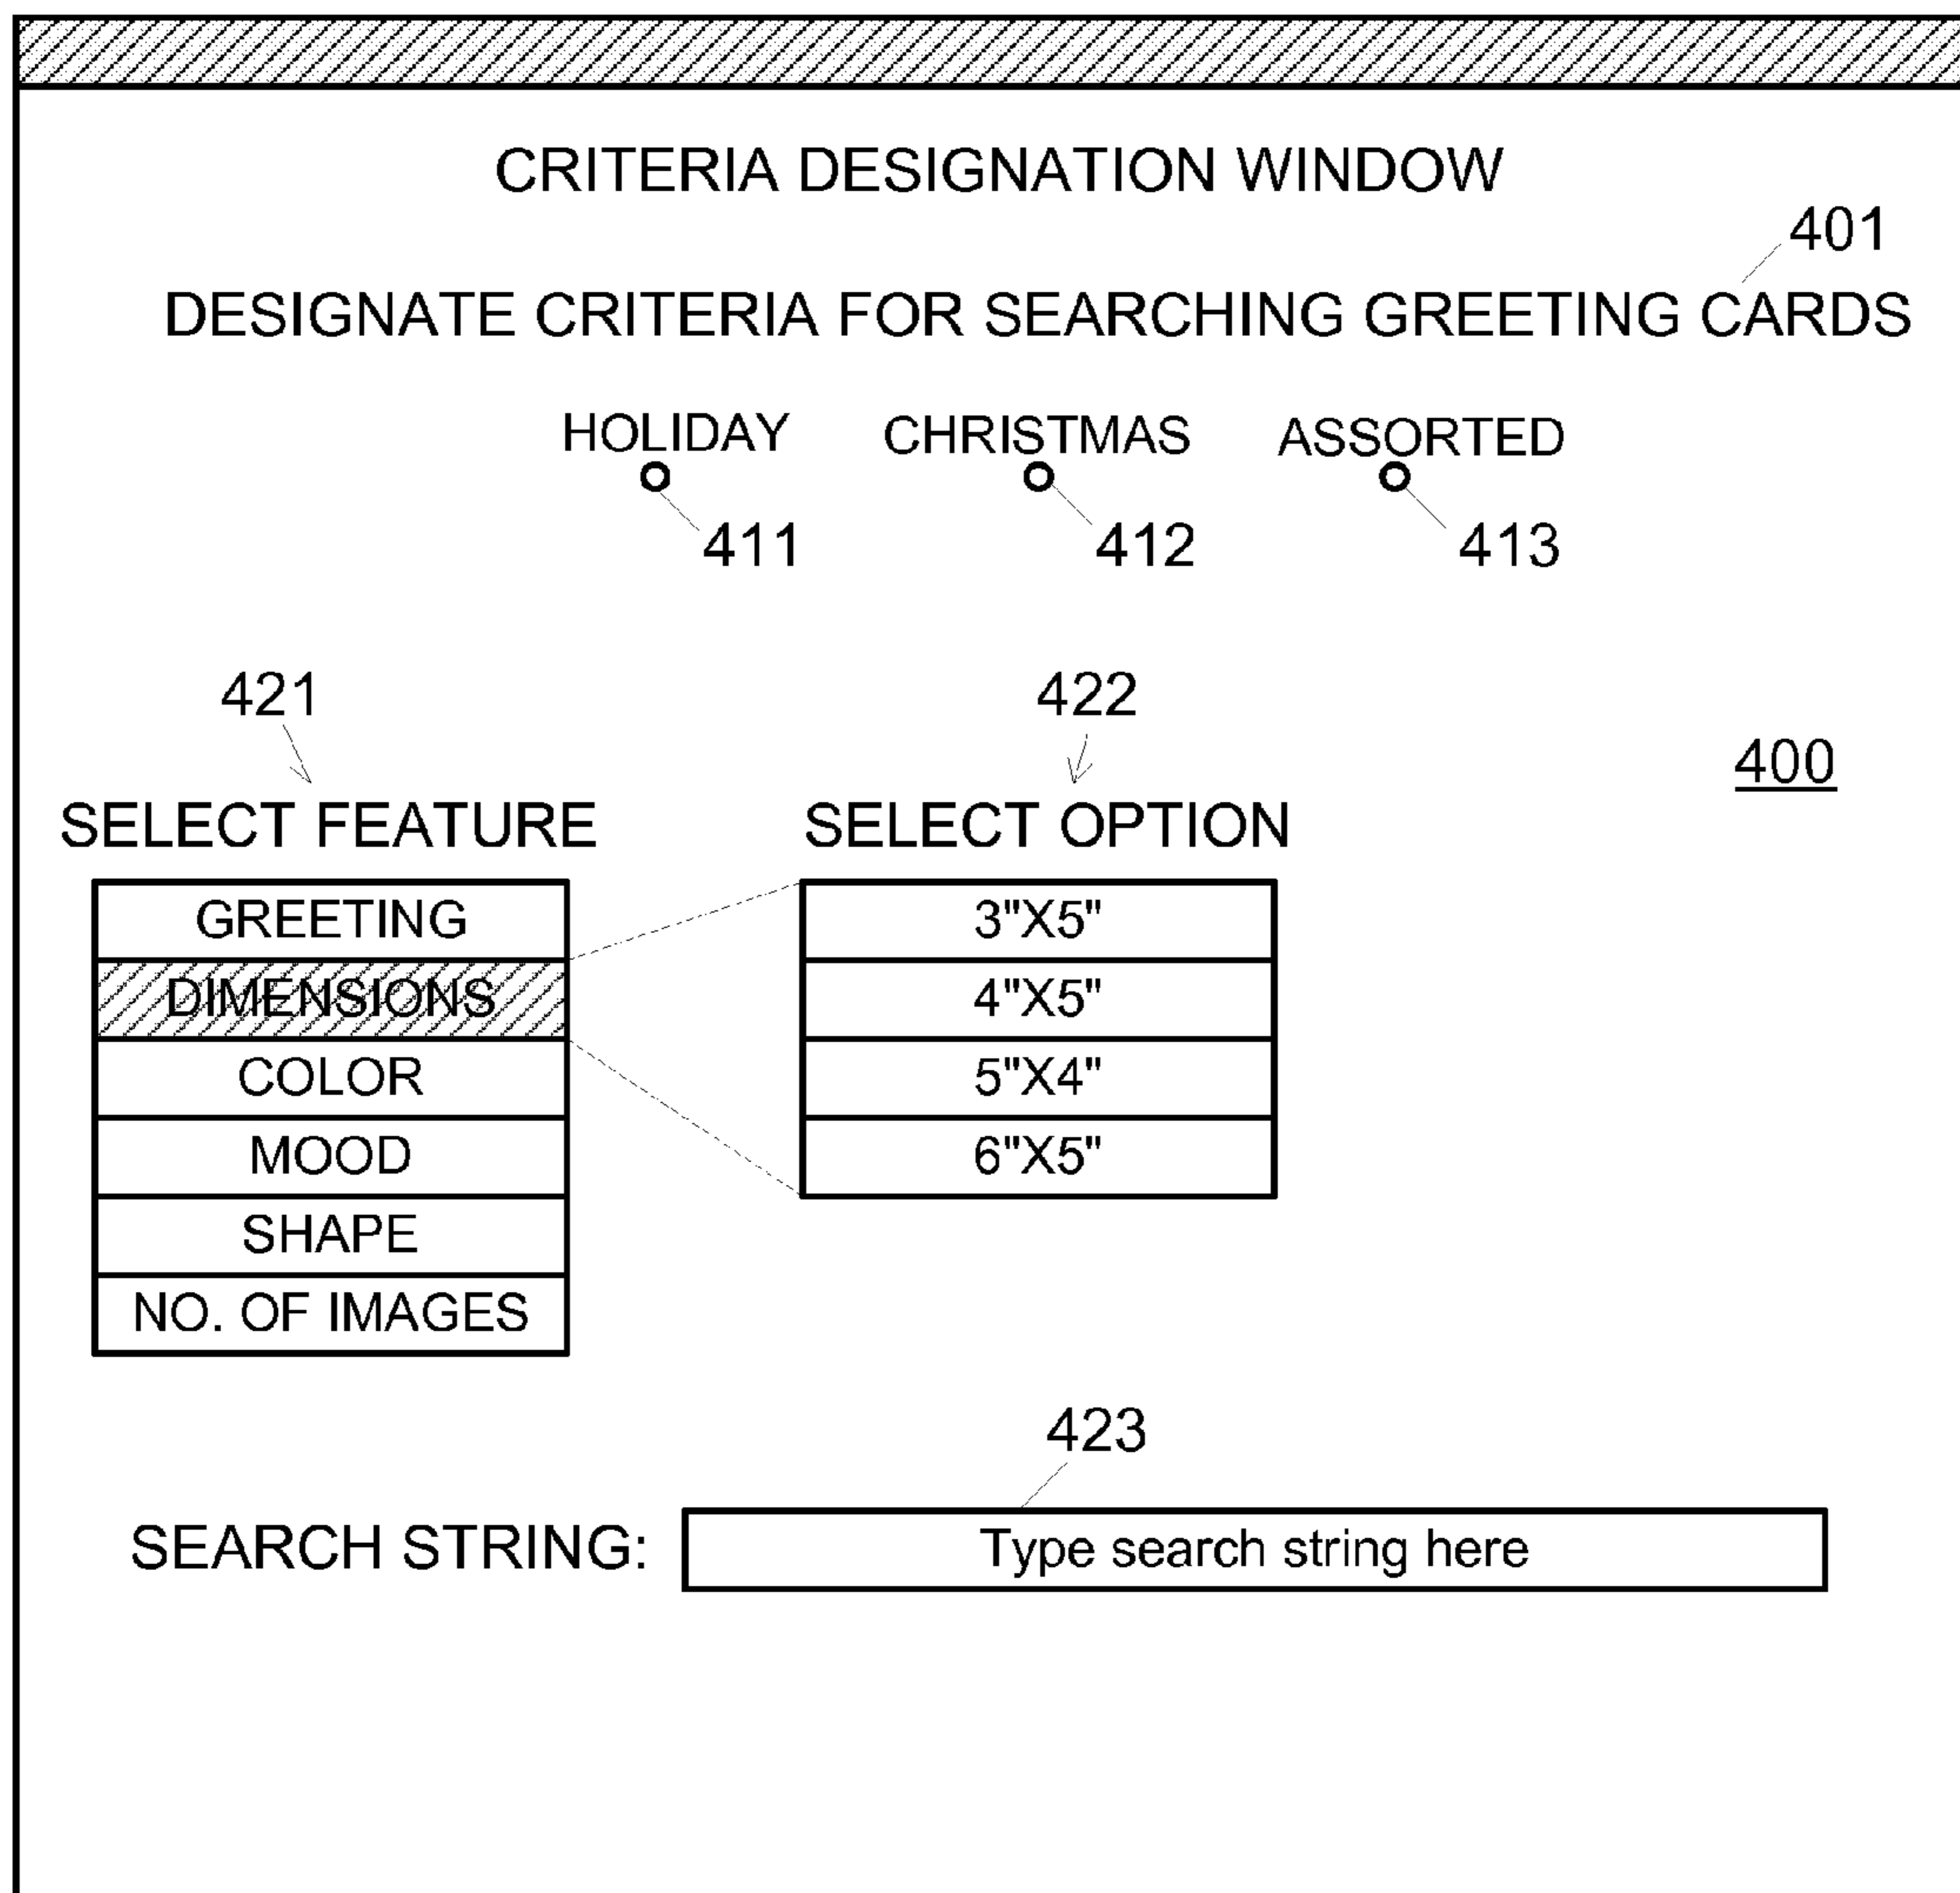 CRITERIA DESIGNATION WINDOW
401
DESIGNATE CRITERIA FOR SEARCHING GREETING CARDS
HOLIDAY CHRISTMAS ASSORTED
411 412 413
421 422
400
SELECT FEATURE SELECT OPTION
GREETING 3"X5"
DIMENSIONS 4"X5"
COLOR 5"X4"
MOOD 6"X5"
SHAPE
NO. OF IMAGES
423
SEARCH STRING: Type search string here